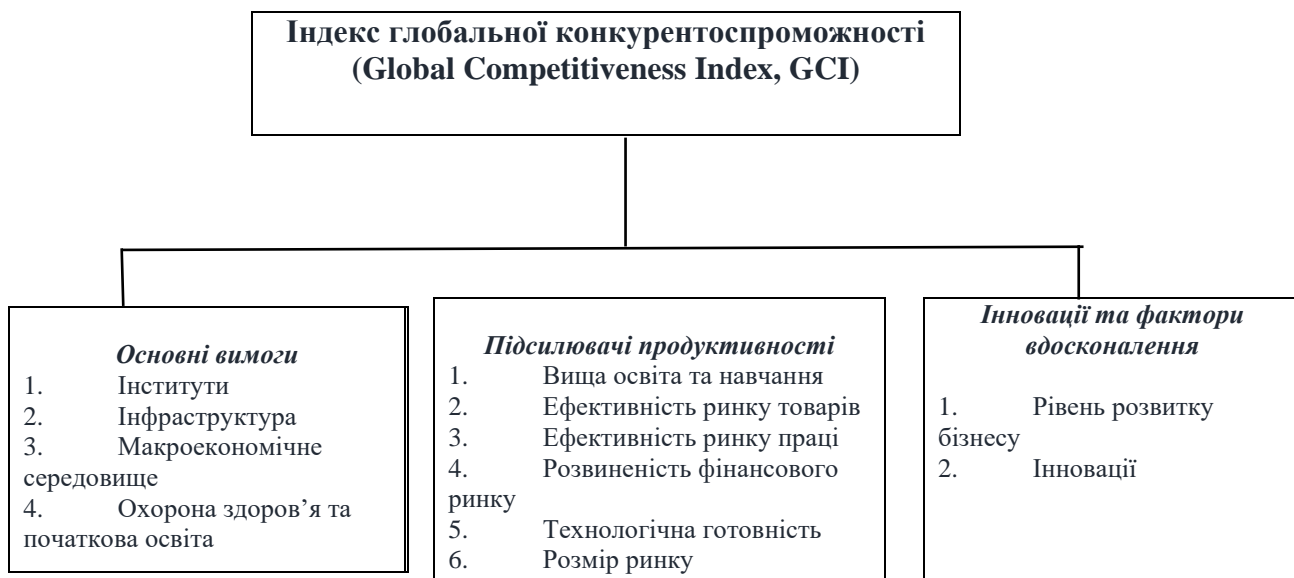 Індекс глобальної конкурентоспроможності
(Global Competitiveness Index, GCI)
Основні вимоги
1. Інститути
2. Інфраструктура
3. Макроекономічне
середовище
4. Охорона здоров’я та
початкова освіта
Підсилювачі продуктивності
1. Вища освіта та навчання
2. Ефективність ринку товарів
3. Ефективність ринку праці
4. Розвиненість фінансового
ринку
5. Технологічна готовність
6. Розмір ринку
Інновації та фактори
вдосконалення
1. Рівень розвитку
бізнесу
2. Інновації